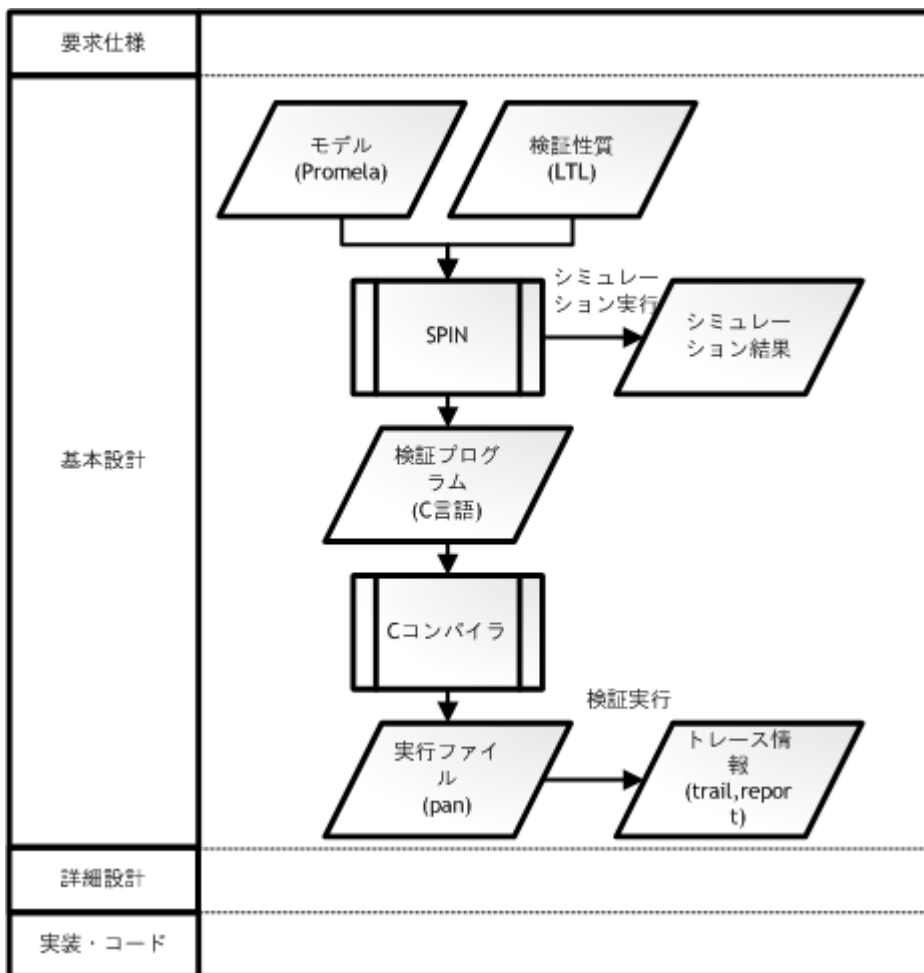 要求仕様
モデル
(Promela)
検証性質
(LTL)
シミュレー
ション実行
SPIN
シミュレー
ション結果
基本設計
検証プログ
ラム
(C言語)
Cコンパイラ
検証実行
実行ファイ
ル
(pan)
トレース情
報
(trail,repor
t)
詳細設計
実装・コード